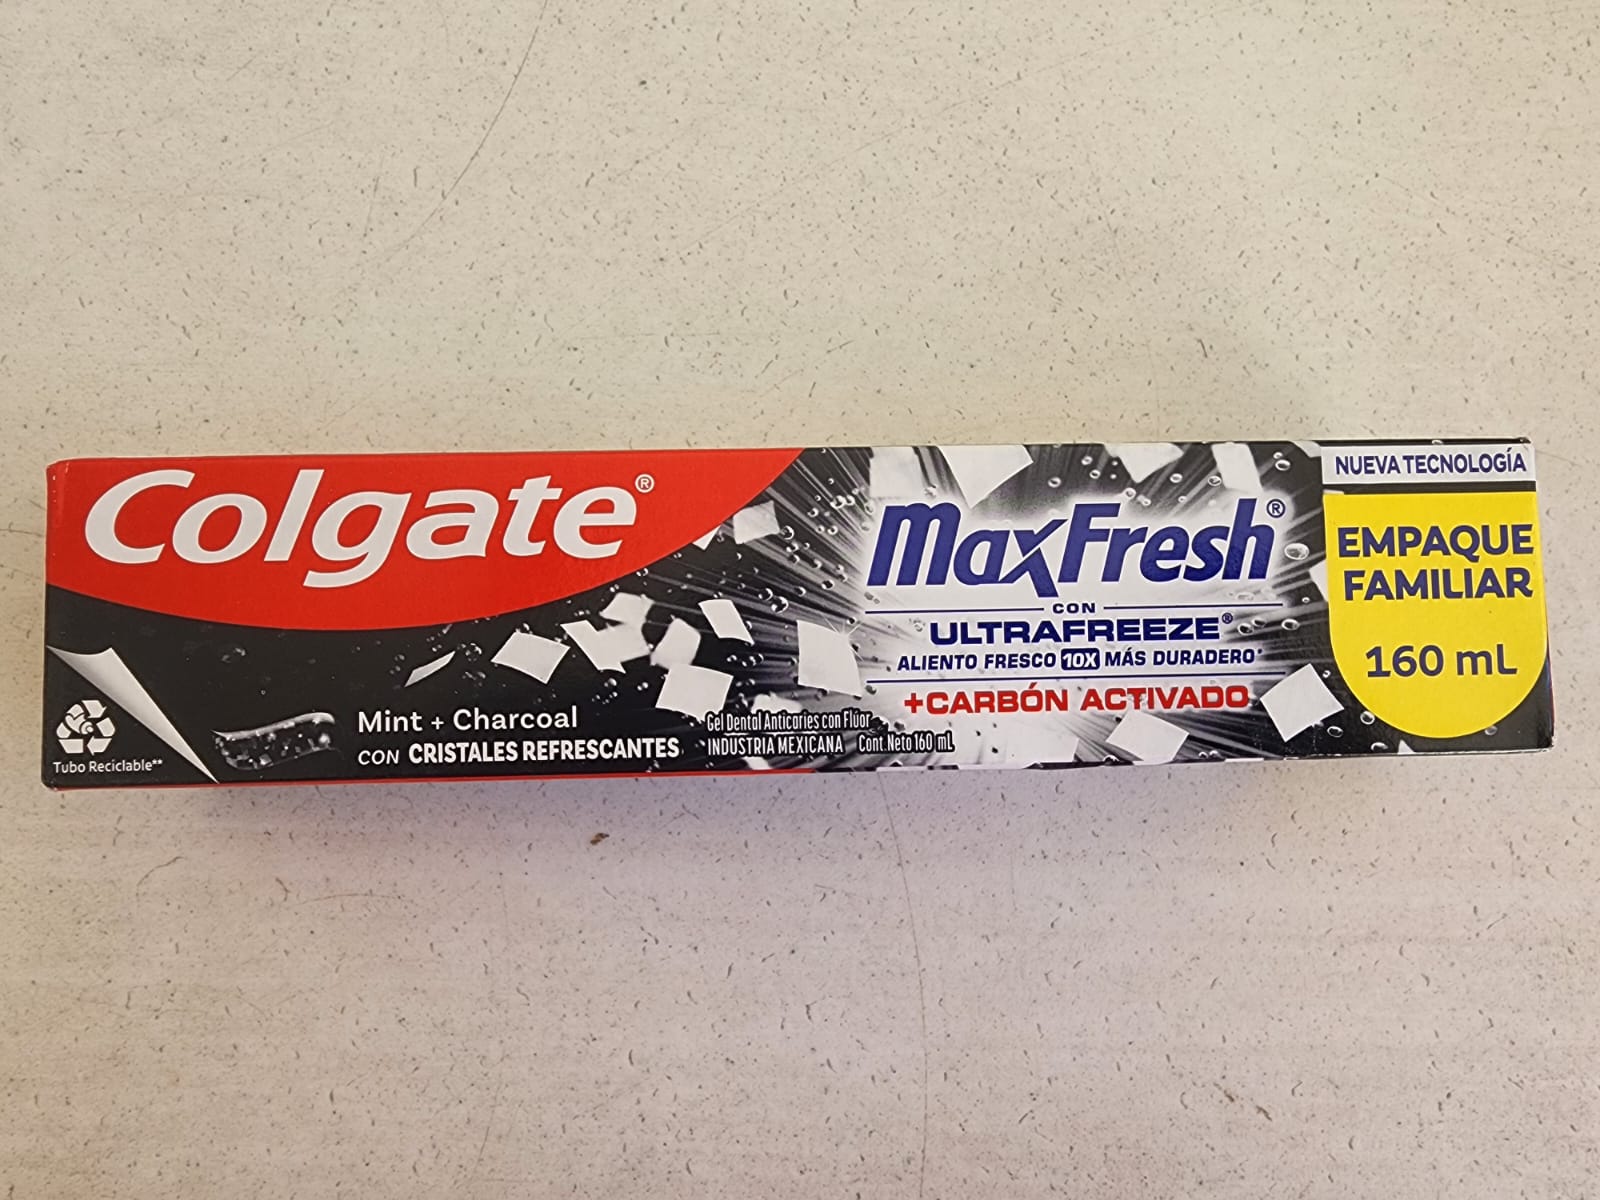 Colgate®
MaxFresh®
CON
ULTRAFREEZE®
ALIENTO FRESCO 10X MÁS DURADERO*
+CARBÓN ACTIVADO
NUEVA TECNOLOGÍA
EMPAQUE
FAMILIAR
160 mL
Tubo Reciclable**
Mint + Charcoal
CON CRISTALES REFRESCANTES
Gel Dental Anticaries con Flúor
INDUSTRIA MEXICANA Cont. Neto 160 mL